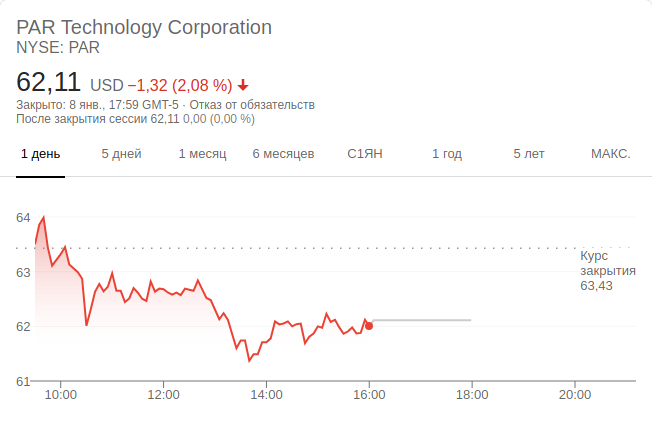 PAR Technology Corporation
NYSE: PAR
62,11 USD −1,32 (2,08 %)
Закрыто: 8 янв., 17:59 GMT-5 · Отказ от обязательств
После закрытия сессии 62,11 0,00 (0,00 %)
1 день 5 дней 1 месяц 6 месяцев С1ЯН 1 год 5 лет МАКС.
64
63
62
61
Курс
закрытия
63,43
10:00 12:00 14:00 16:00 18:00 20:00